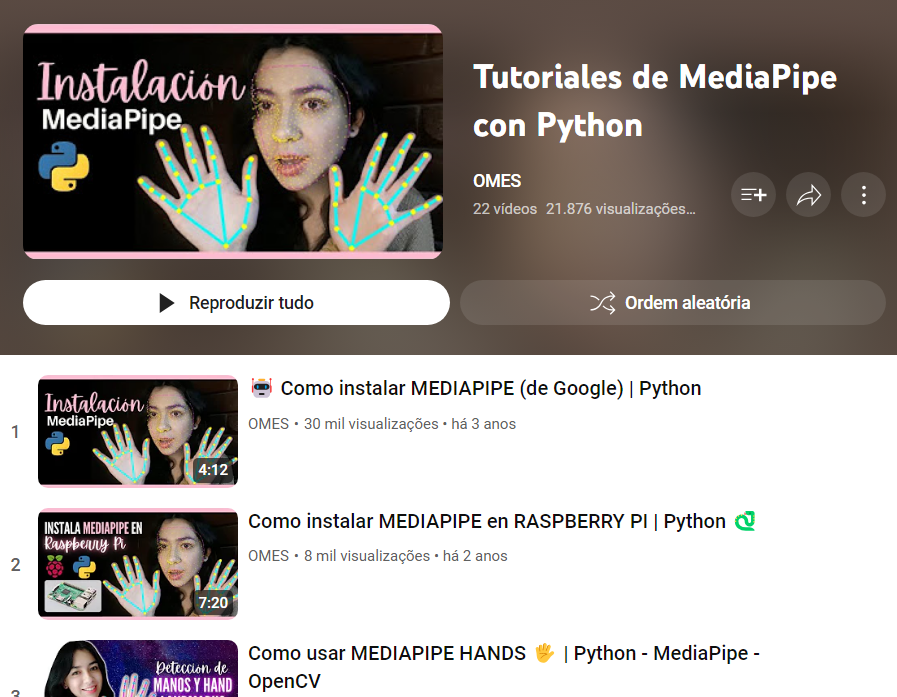 Instalación
MediaPipe
Tutoriales de MediaPipe
con Python
OMES
22 vídeos 21.876 visualizações...
Reproduzir tudo
Ordem aleatória
1
Instalación
MediaPipe
4:12
🤖 Como instalar MEDIAPIPE (de Google) | Python
OMES • 30 mil visualizações • há 3 anos
2
INSTALA MEDIAPIPE EN
Raspberry Pi
7:20
Como instalar MEDIAPIPE en RASPBERRY PI | Python
OMES • 8 mil visualizações • há 2 anos
3
Detección de
MANOS Y HAND
Como usar MEDIAPIPE HANDS 🖐 | Python - MediaPipe -
OpenCV